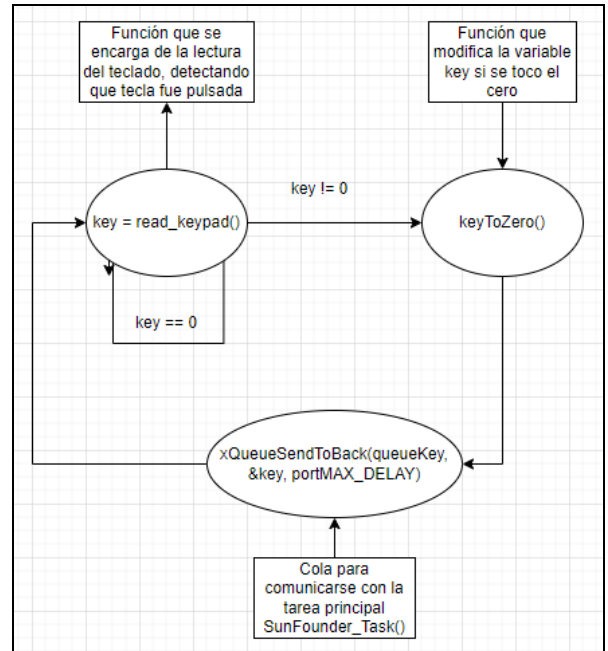 Función que se
encarga de la lectura
del teclado, detectando
que tecla fue pulsada
Función que
modifica la variable
key si se toco el
cero
key = read_keypad()
key != 0
keyToZero()
key == 0
xQueueSendToBack(queueKey,
&key, portMAX_DELAY)
Cola para
comunicarse con la
tarea principal
SunFounder_Task()